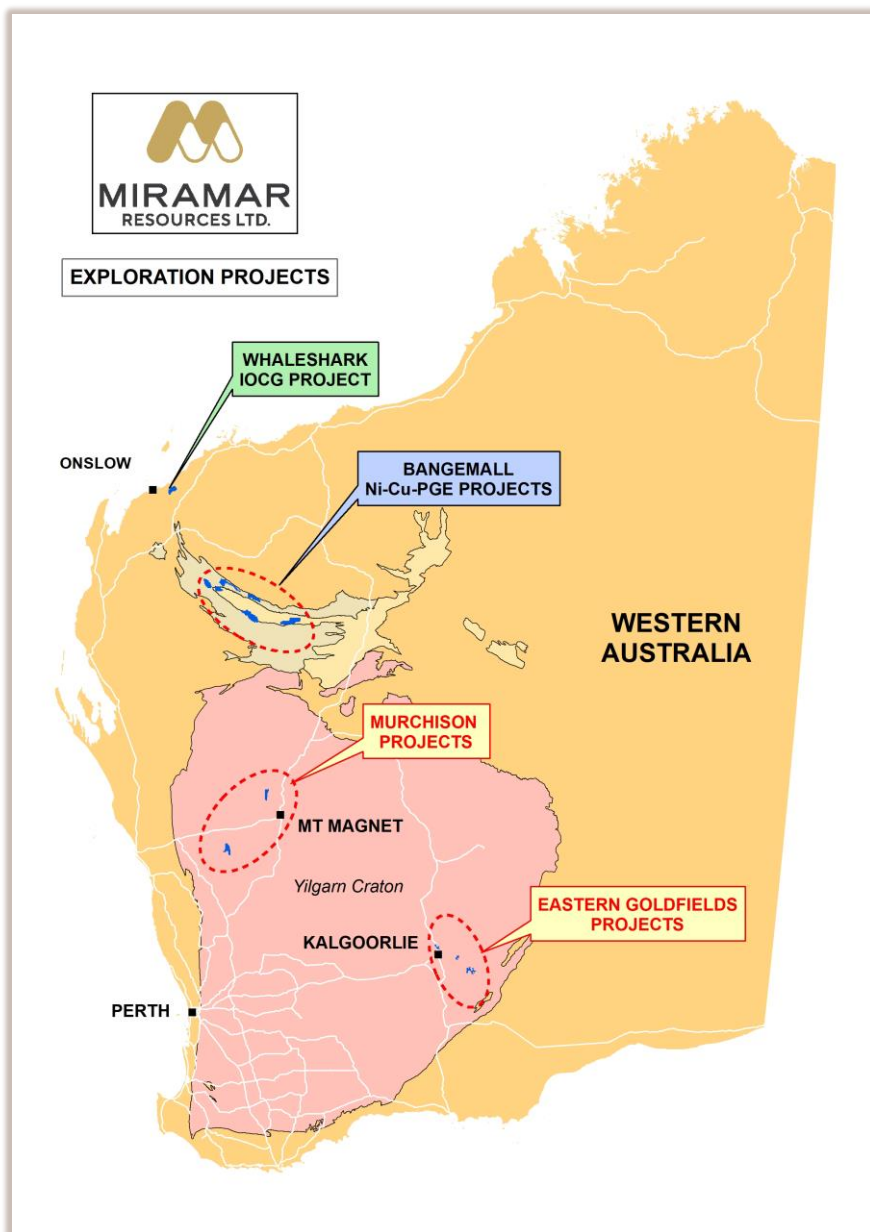 MIRAMAR
RESOURCES LTD.
EXPLORATION PROJECTS
WHALESHARK
IOCG PROJECT
ONSLOW
BANGEMALL
Ni-Cu-PGE PROJECTS
WESTERN
AUSTRALIA
MURCHISON
PROJECTS
MT MAGNET
Yilgarn Craton
EASTERN GOLDFIELDS
PROJECTS
KALGOORLIE
PERTH